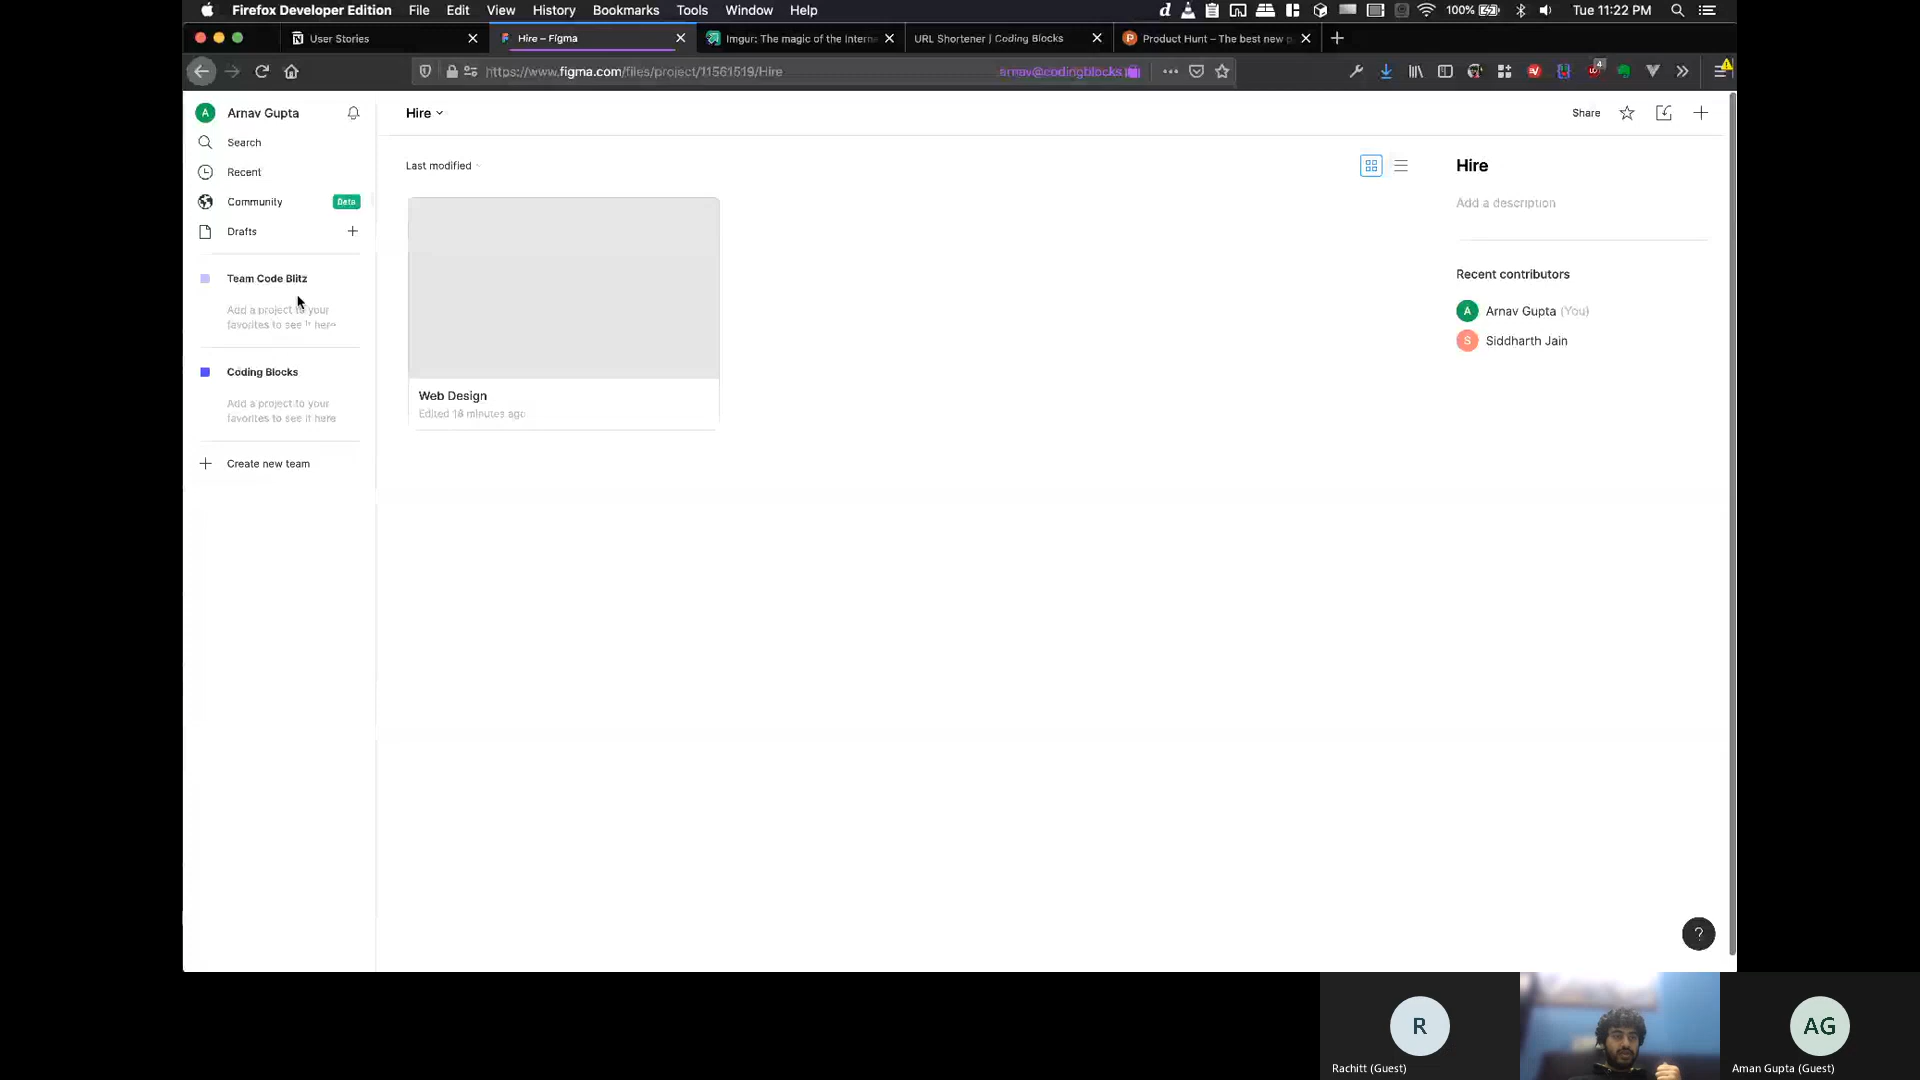 Firefox Developer Edition File Edit View History Bookmarks Tools Window Help 100% Tue 11:22 PM
User Stories
Hire – Figma
Imgur: The magic of the Interne
URL Shortener | Coding Blocks
Product Hunt – The best new p
https://www.figma.com/files/project/11561519/Hire
arnav@codingblocks
4
A Arnav Gupta
Search
Recent
Community Beta
Drafts
Team Code Blitz
Add a project to your
favorites to see it here
Coding Blocks
Add a project to your
favorites to see it here
Create new team
Hire
Share
Last modified
Web Design
Edited 18 minutes ago
Hire
Add a description
Recent contributors
A Arnav Gupta (You)
S Siddharth Jain
?
R
Rachitt (Guest)
AG
Aman Gupta (Guest)